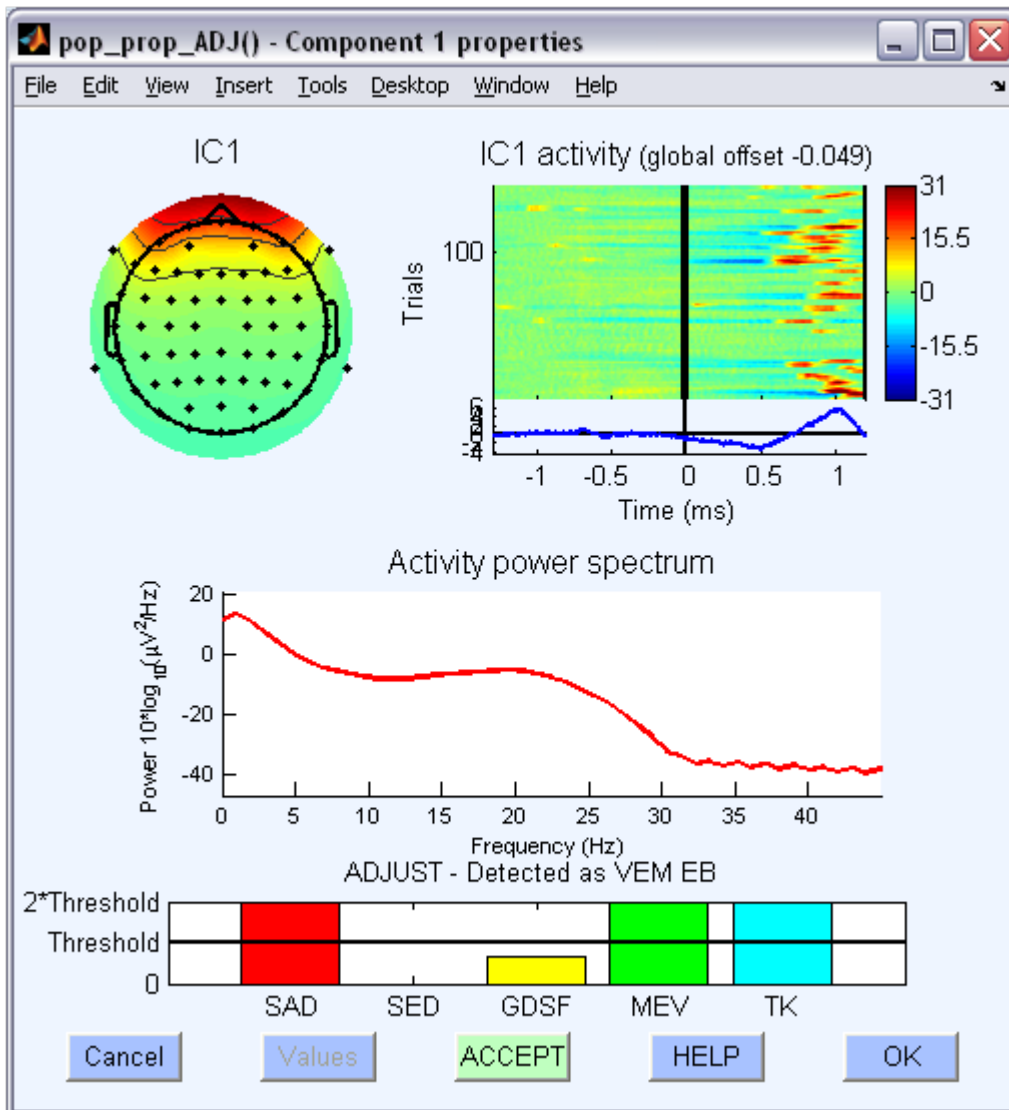 pop_prop_ADJ() - Component 1 properties
File Edit View Insert Tools Desktop Window Help
IC1
IC1 activity (global offset -0.049)
Trials
100
31
15.5
0
-15.5
-31
-4
-1 -0.5 0 0.5 1
Time (ms)
Activity power spectrum
Power 10*log10(μV2/Hz)
20
0
-20
-40
0 5 10 15 20 25 30 35 40
Frequency (Hz)
ADJUST - Detected as VEM EB
2*Threshold
Threshold
0
SAD SED GDSF MEV TK
Cancel Values ACCEPT HELP OK